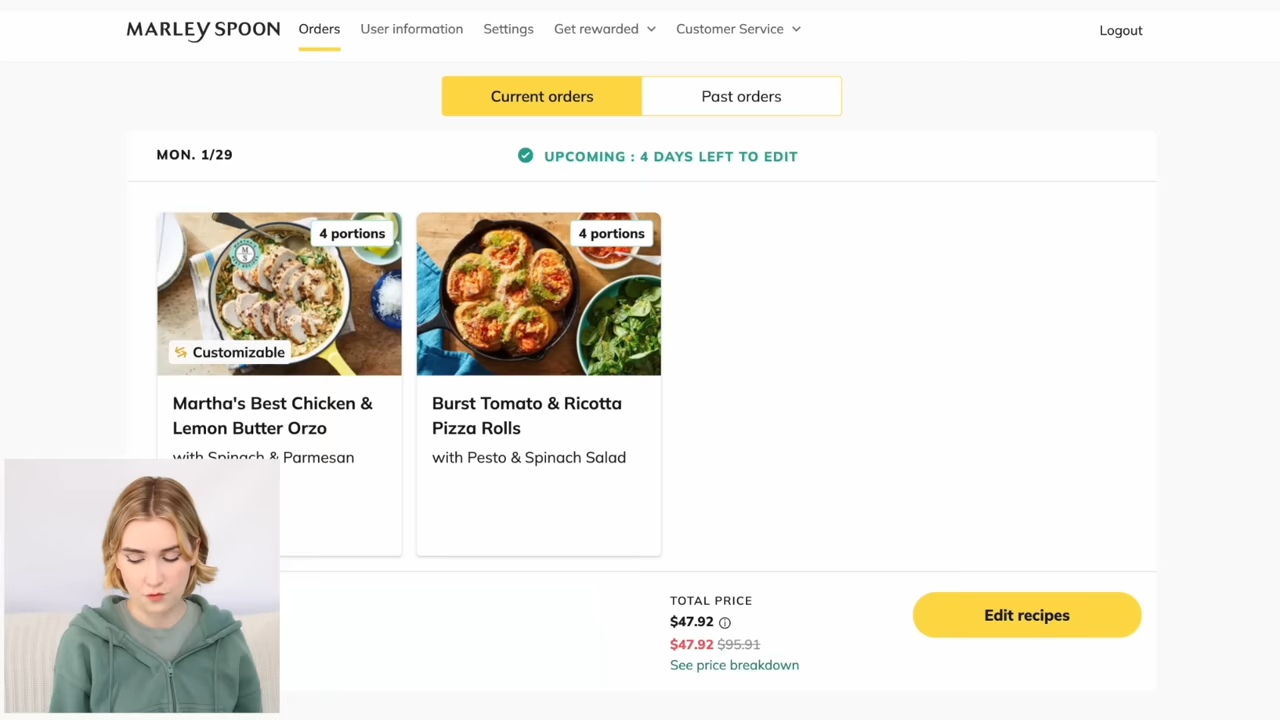 MARLEY SPOON
Orders
User information
Settings
Get rewarded
Customer Service
Logout
Current orders
Past orders
MON. 1/29
UPCOMING : 4 DAYS LEFT TO EDIT
4 portions
4 portions
Customizable
Martha's Best Chicken &
Lemon Butter Orzo
with Spinach & Parmesan
Burst Tomato & Ricotta
Pizza Rolls
with Pesto & Spinach Salad
TOTAL PRICE
$47.92
$47.92 $95.91
See price breakdown
Edit recipes